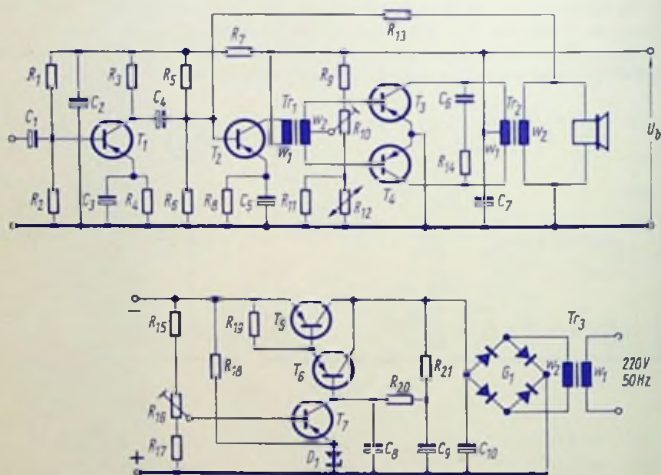 R13
R1 C2 R3 R5 R7 R9 Tr1 T3 C6 Tr2
C1 C4 T1 T2 w2 w1 R10 w1 w2 Ub
R2 C3 R4 R6 R8 C5 R11 R12 T4 R14 C7
− R15 R19 T5 Tr3
R18 T6 R21 G1 w2 w1 220V
50Hz
R16 T7 R20
+ R17 D1 C8 C9 C10